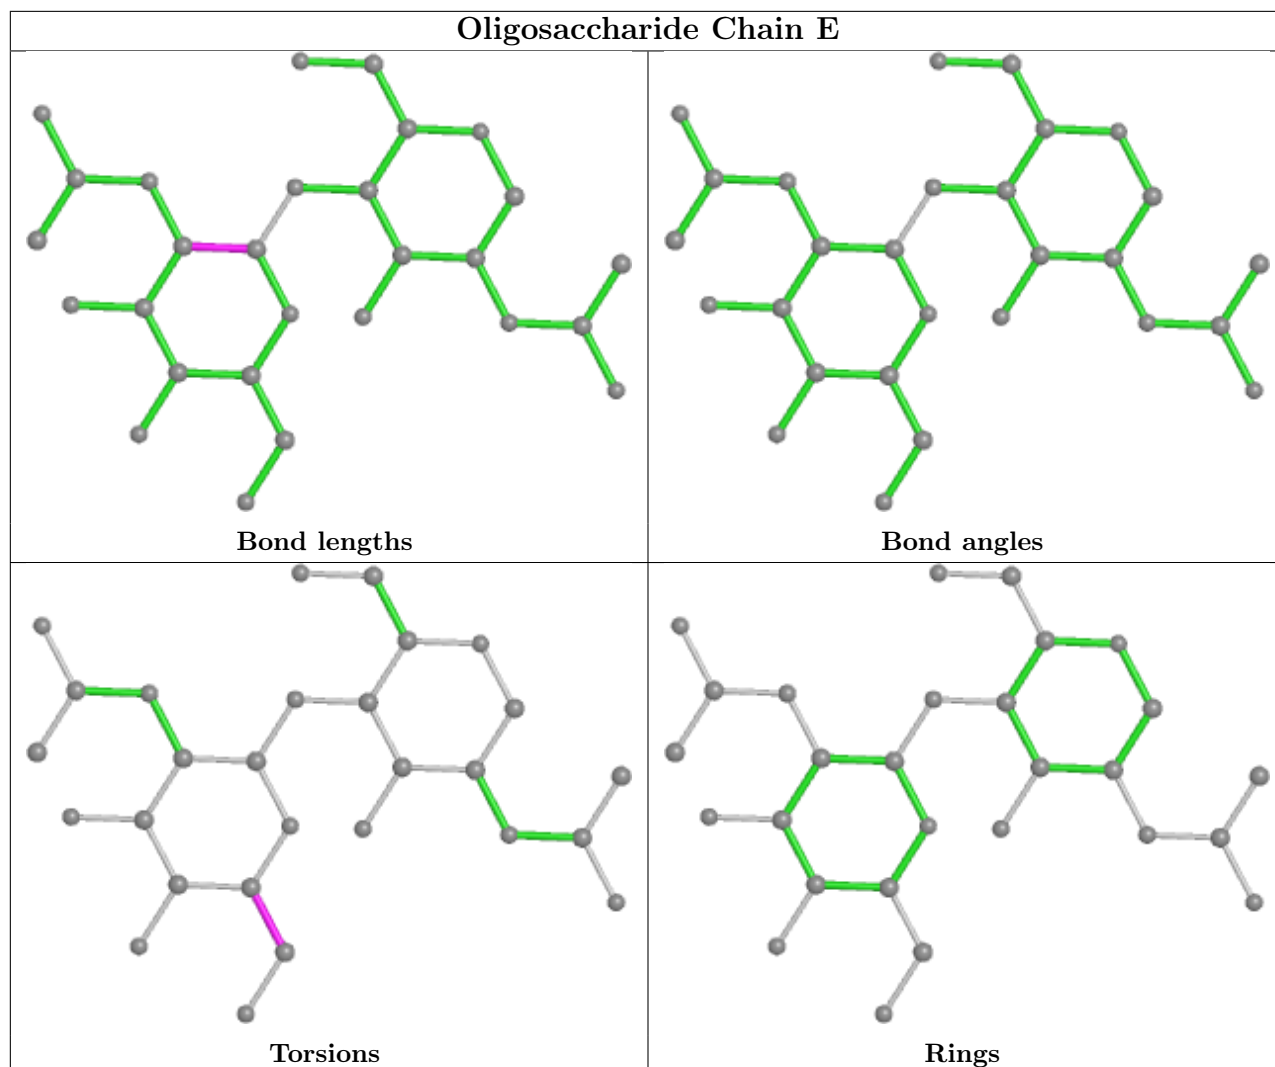 Oligosaccharide Chain E
Bond lengths
Bond angles
Torsions
Rings